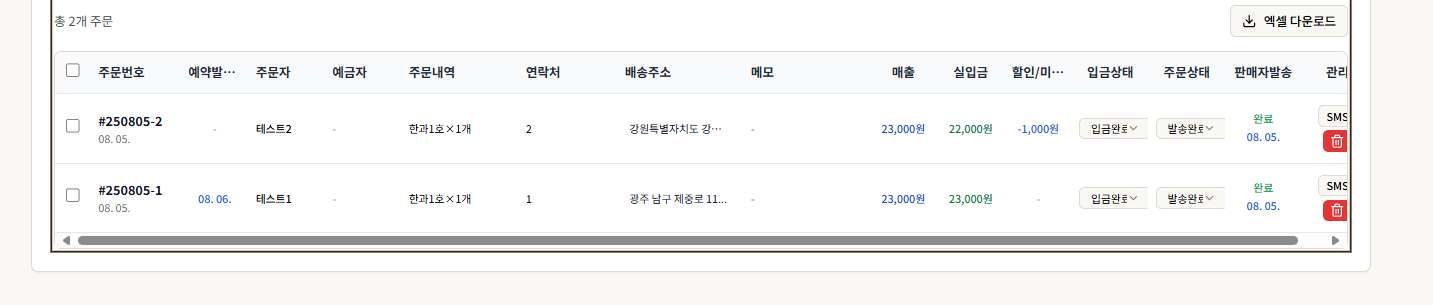 총 2개 주문
엑셀 다운로드
주문번호 예약발… 주문자 예금자 주문내역 연락처 배송주소 메모 매출 실입금 할인/미… 입금상태 주문상태 판매자발송 관리
#250805-2 - 테스트2 - 한과1호×1개 2 강원특별자치도 강… - 23,000원 22,000원 -1,000원 입금완료 발송완료 완료 SMS
08. 05. 08. 05.
#250805-1 08. 06. 테스트1 - 한과1호×1개 1 광주 남구 제중로 11... - 23,000원 23,000원 - 입금완료 발송완료 완료 SMS
08. 05. 08. 05.